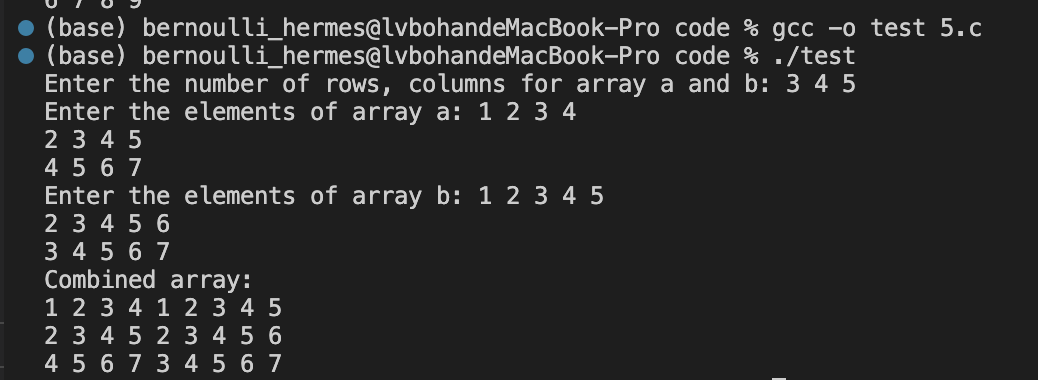 6 7 8 9
(base) bernoulli_hermes@lvbohandeMacBook-Pro code % gcc -o test 5.c
(base) bernoulli_hermes@lvbohandeMacBook-Pro code % ./test
Enter the number of rows, columns for array a and b: 3 4 5
Enter the elements of array a: 1 2 3 4
2 3 4 5
4 5 6 7
Enter the elements of array b: 1 2 3 4 5
2 3 4 5 6
3 4 5 6 7
Combined array:
1 2 3 4 1 2 3 4 5
2 3 4 5 2 3 4 5 6
4 5 6 7 3 4 5 6 7